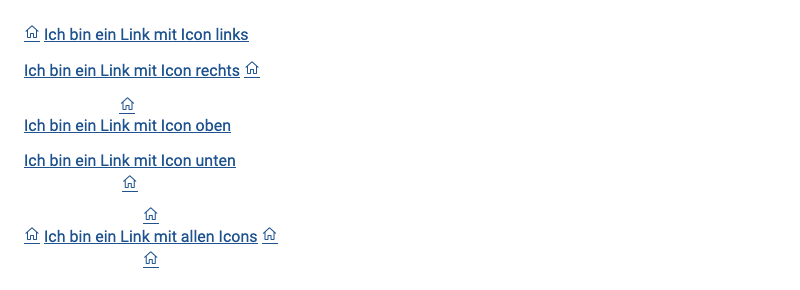 Ich bin ein Link mit Icon links
Ich bin ein Link mit Icon rechts
Ich bin ein Link mit Icon oben
Ich bin ein Link mit Icon unten
Ich bin ein Link mit allen Icons